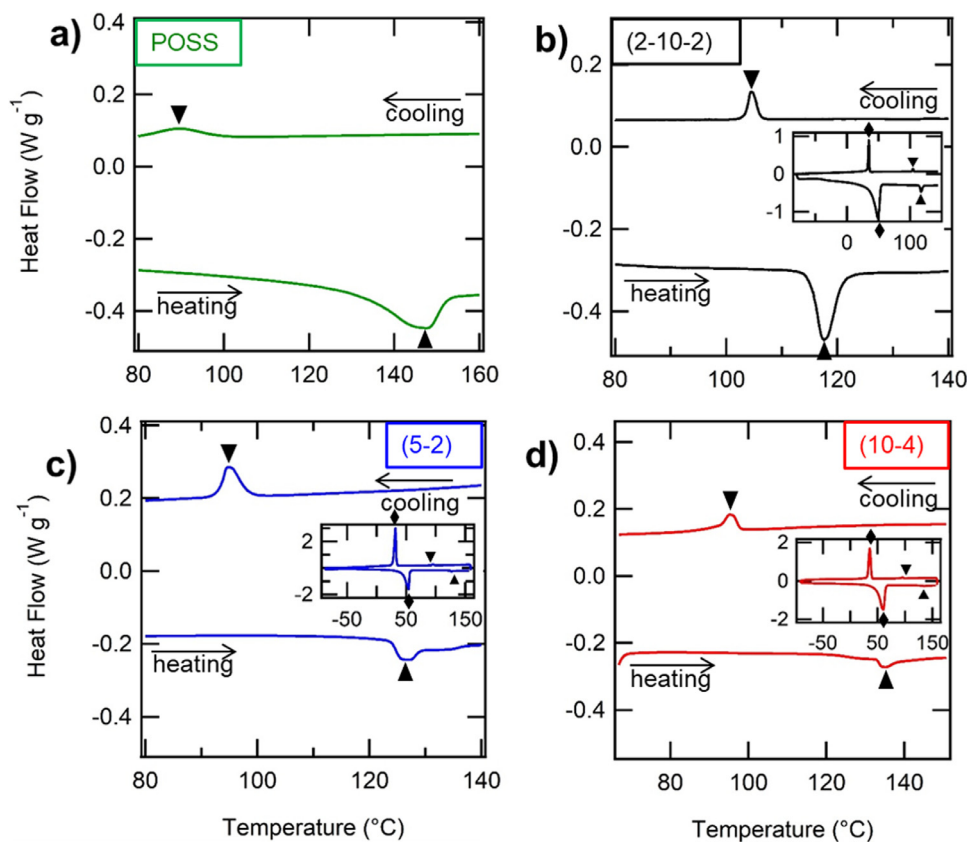 a)
POSS
0.4
0.2
0.0
-0.2
-0.4
cooling
heating
80 100 120 140 160
Heat Flow (W g⁻¹)
b)
(2-10-2)
0.2
0.0
-0.2
-0.4
cooling
1
0
-1
0 100
heating
80 100 120 140
c)
(5-2)
0.4
0.2
0.0
-0.2
-0.4
cooling
2
0
-2
-50 50 150
heating
80 100 120 140
Heat Flow (W g⁻¹)
Temperature (°C)
d)
(10-4)
0.4
0.2
0.0
-0.2
-0.4
cooling
2
0
-2
-50 50 150
heating
80 100 120 140
Temperature (°C)